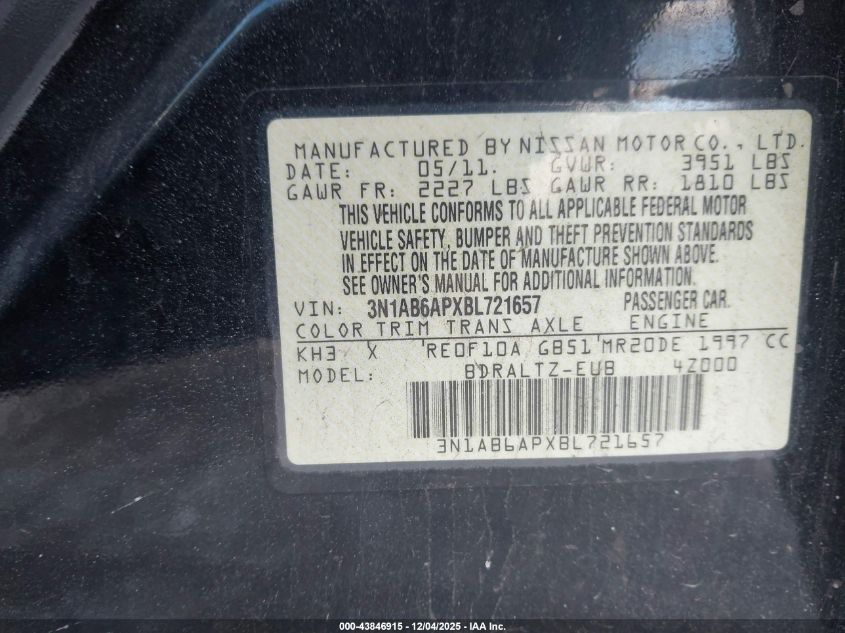 MANUFACTURED BY NISSAN MOTOR CO., LTD.
DATE: 05/11. GVWR: 3951 LBS
GAWR FR: 2227 LBS GAWR RR: 1810 LBS
THIS VEHICLE CONFORMS TO ALL APPLICABLE FEDERAL MOTOR
VEHICLE SAFETY, BUMPER AND THEFT PREVENTION STANDARDS
IN EFFECT ON THE DATE OF MANUFACTURE SHOWN ABOVE.
SEE OWNER'S MANUAL FOR ADDITIONAL INFORMATION.
VIN: 3N1AB6APXBL721657 PASSENGER CAR.
COLOR TRIM TRANS AXLE ENGINE
KH3 X 'RE0F10A GB51'MR20DE 1997 CC
MODEL: BDRALTZ-EUB 4Z000
3N1AB6APXBL721657
000-43846915 - 12/04/2025 - IAA Inc.